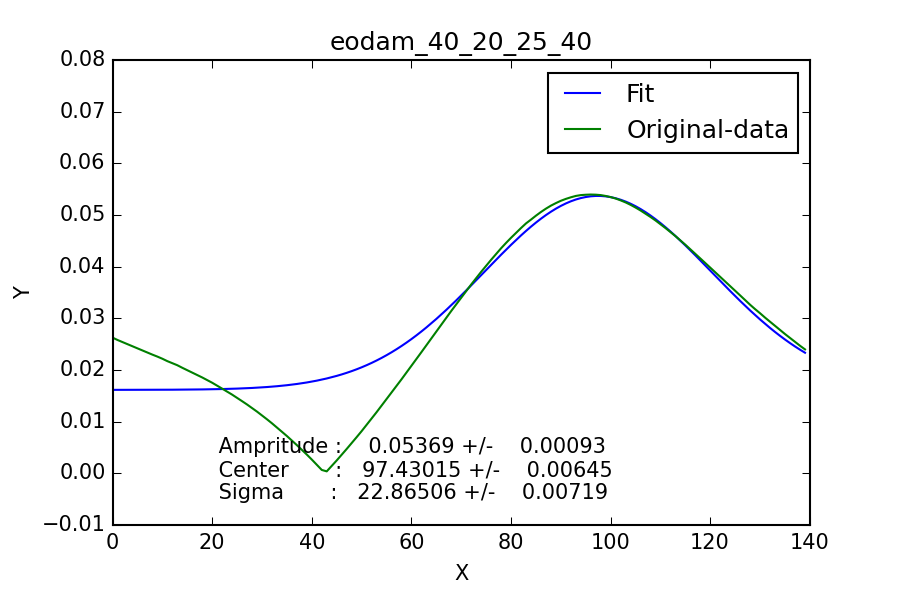 eodam_40_20_25_40
Fit
Original-data
0.08
0.07
0.06
0.05
0.04
0.03
0.02
0.01
0.00
−0.01
Y
Ampritude : 0.05369 +/- 0.00093
Center : 97.43015 +/- 0.00645
Sigma : 22.86506 +/- 0.00719
0 20 40 60 80 100 120 140
X